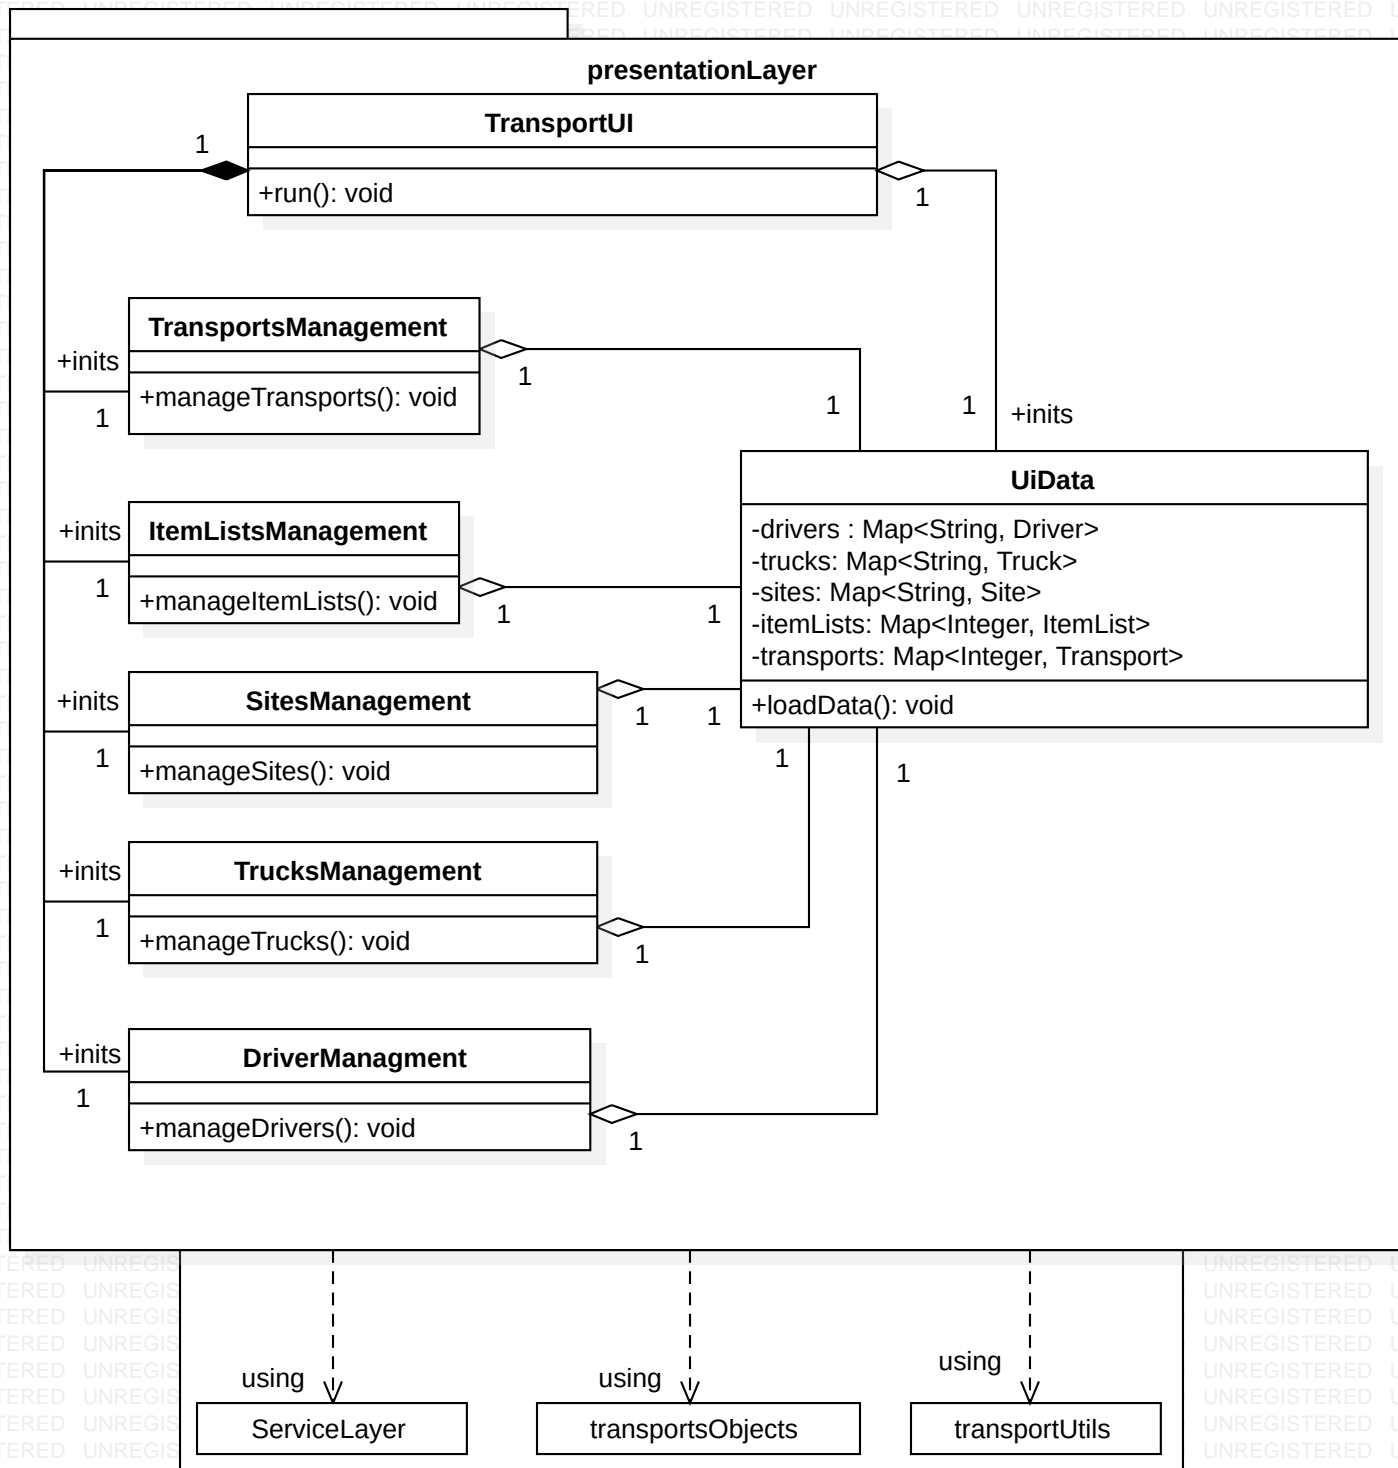 presentationLayer
TransportUI
1
+run(): void
1
TransportsManagement
+inits
+manageTransports(): void
1
1
1
1
+inits
UiData
-drivers : Map<String, Driver>
-trucks: Map<String, Truck>
-sites: Map<String, Site>
-itemLists: Map<Integer, ItemList>
-transports: Map<Integer, Transport>
+loadData(): void
+inits
ItemListsManagement
1
+manageItemLists(): void
1
1
+inits
SitesManagement
1
1
1
+manageSites(): void
1
1
+inits
TrucksManagement
1
+manageTrucks(): void
1
+inits
DriverManagment
1
+manageDrivers(): void
1
using
using
using
ServiceLayer
transportsObjects
transportUtils